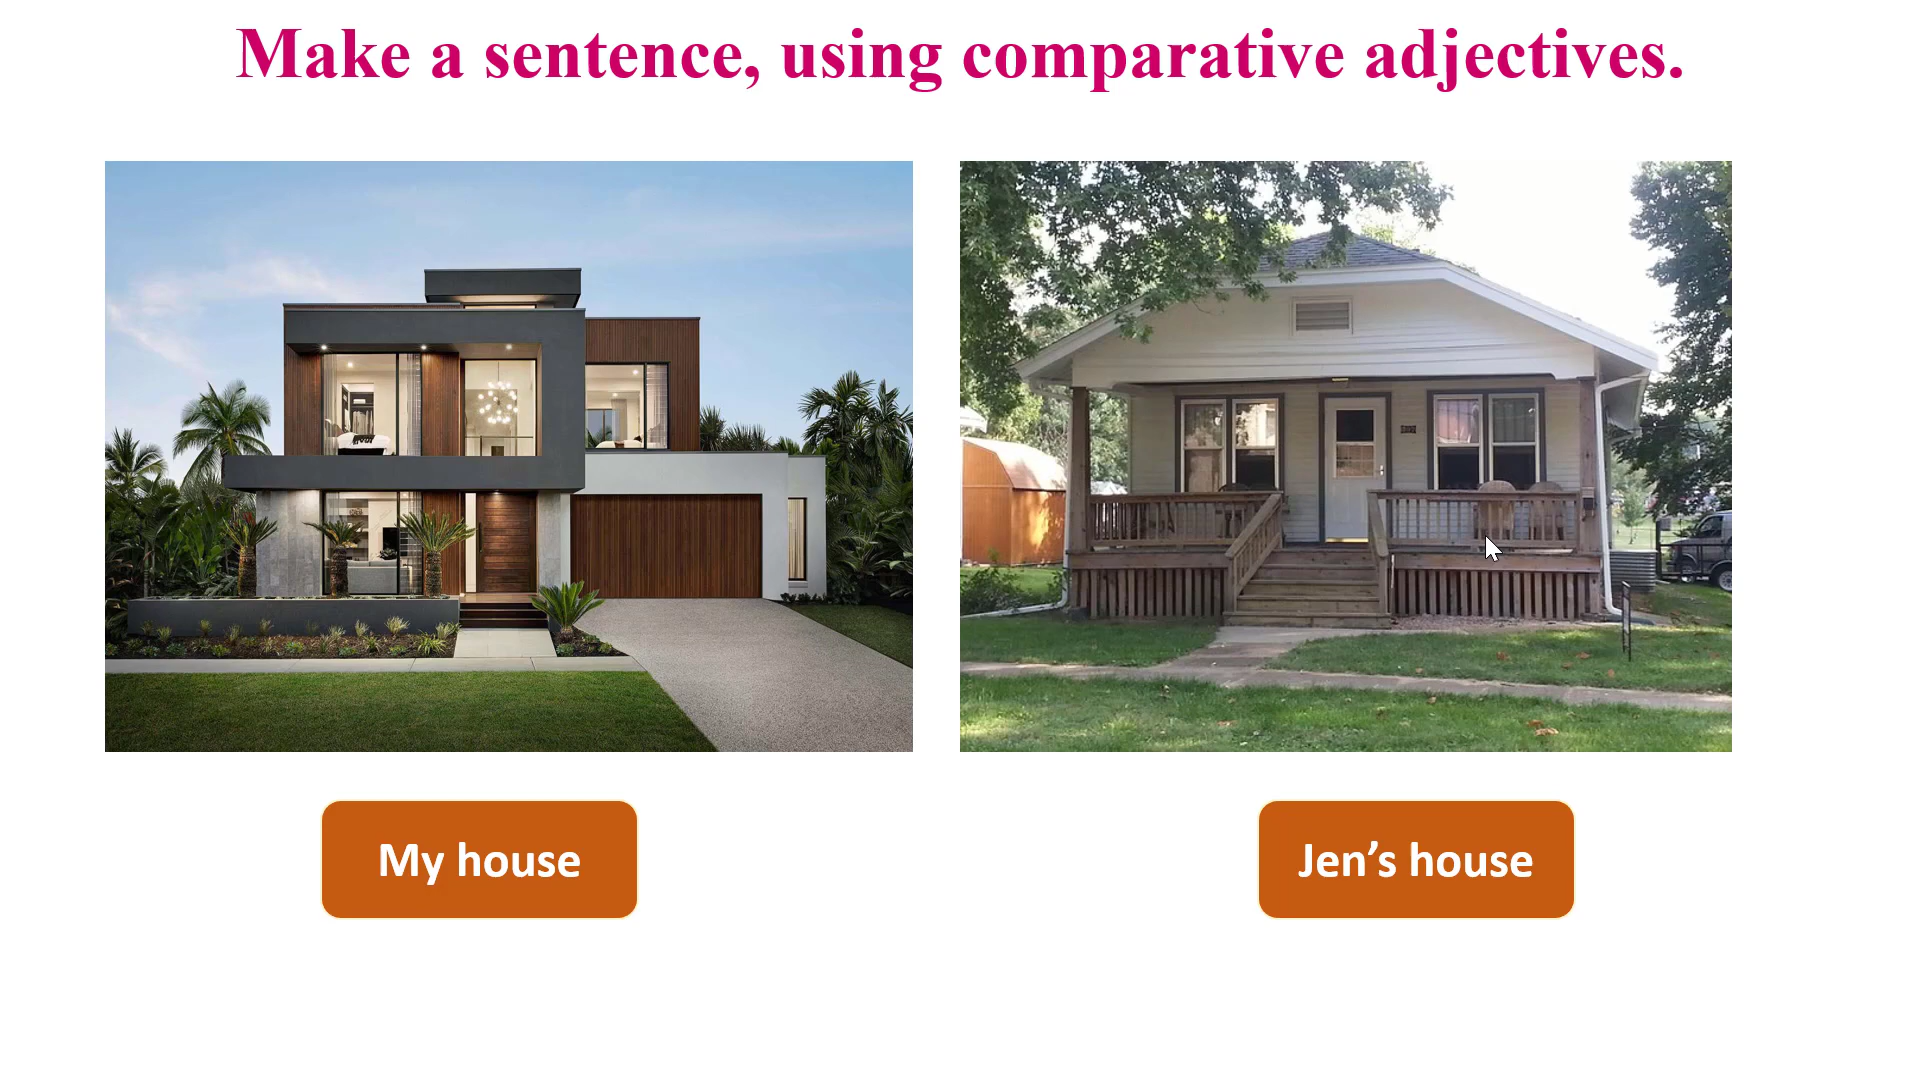 Make a sentence, using comparative adjectives.
My house
Jen’s house